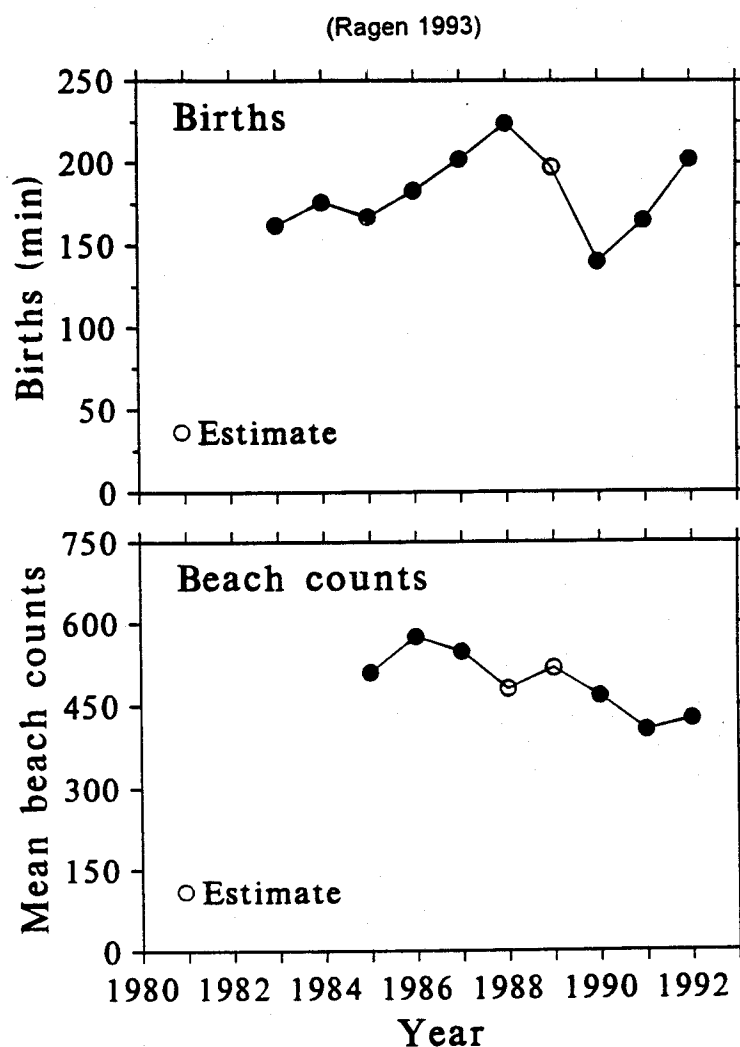 (Ragen 1993)
250
200
150
100
50
0
Births (min)
Births
Estimate
750
600
450
300
150
0
Mean beach counts
Beach counts
Estimate
1980 1982 1984 1986 1988 1990 1992
Year